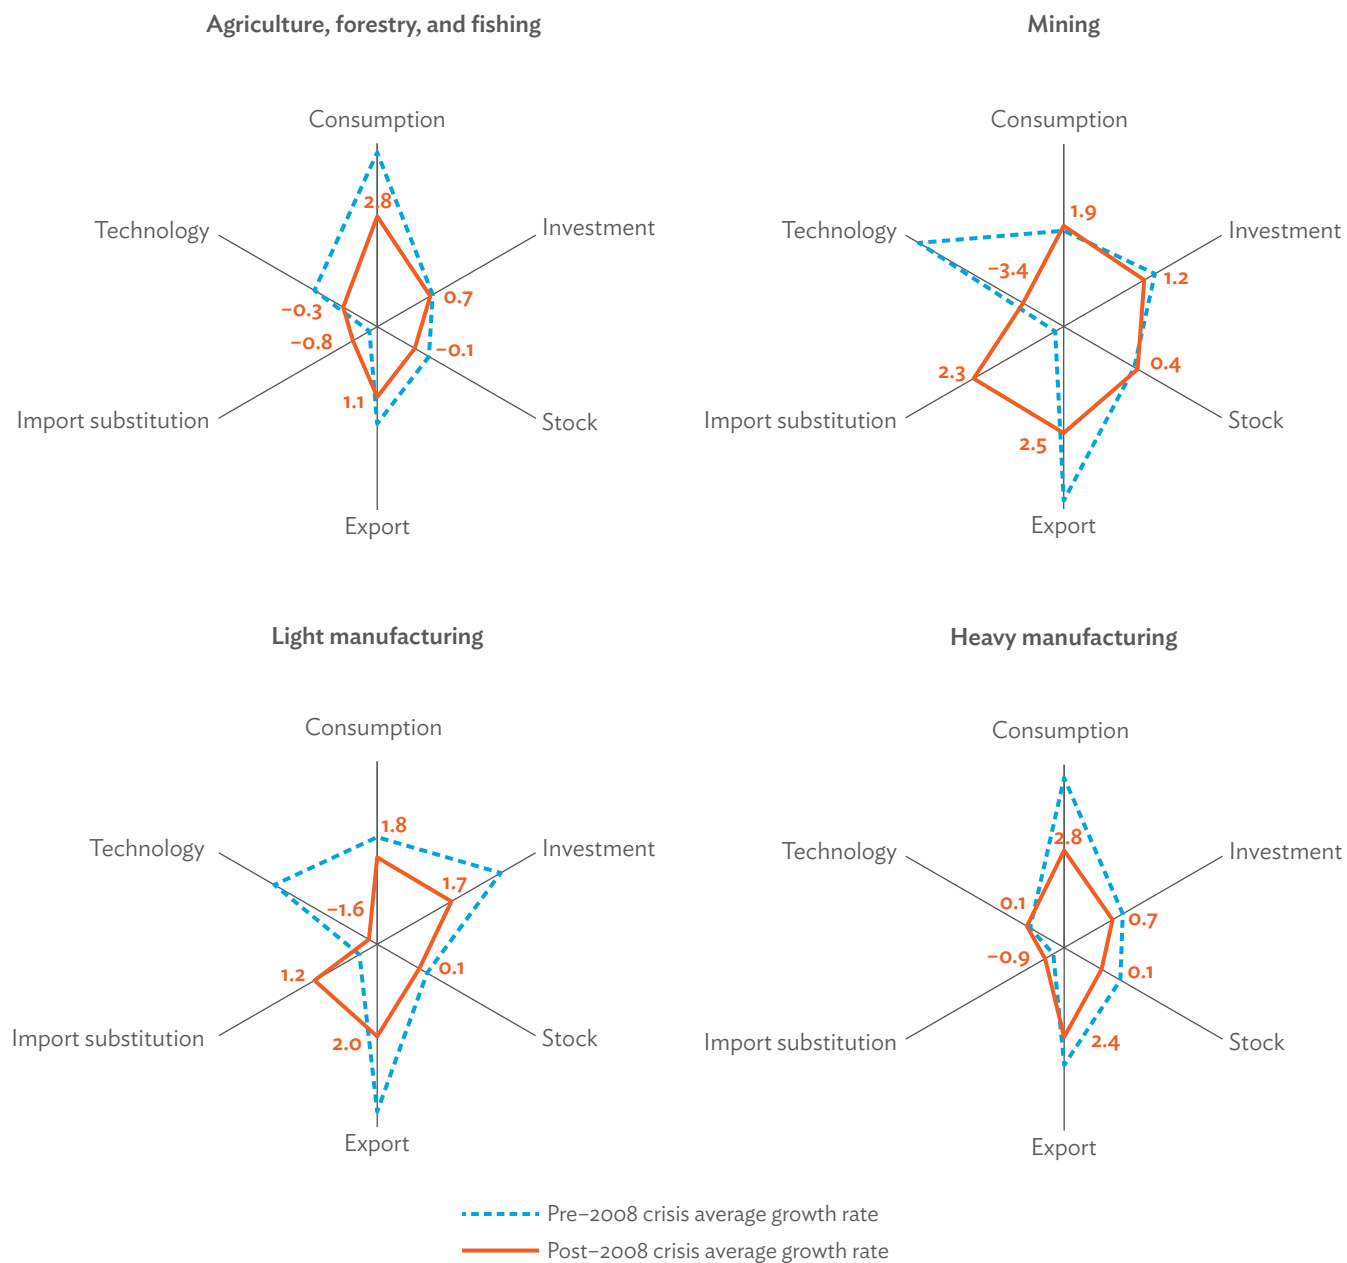 Agriculture, forestry, and fishing
Consumption
2.8
Technology
Investment
0.7
−0.3
−0.8
−0.1
1.1
Import substitution
Stock
Export
Mining
Consumption
1.9
Technology
Investment
−3.4
1.2
2.3
0.4
2.5
Import substitution
Stock
Export
Light manufacturing
Consumption
1.8
Technology
Investment
1.7
−1.6
1.2
0.1
2.0
Import substitution
Stock
Export
Heavy manufacturing
Consumption
2.8
Technology
Investment
0.1
0.7
−0.9
0.1
2.4
Import substitution
Stock
Export
Pre–2008 crisis average growth rate
Post–2008 crisis average growth rate